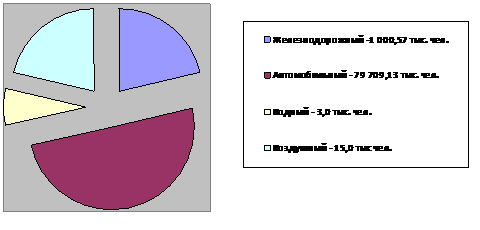 Железнодорожный -1 000,57 тыс. чел.
Автомобильный -79 709,13 тыс. чел.
Водный - 3,0 тыс. чел.
Воздушный -15,0 тыс чел.